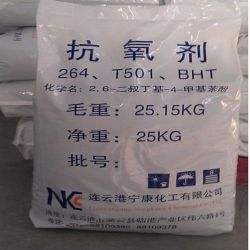 抗氧剂
264、T501、BHT
化学名:2,6-二叔丁基-4-甲基苯酚
毛重:25.15KG
净重:25KG
批号:
NKC
连云港宁康化工有限公司